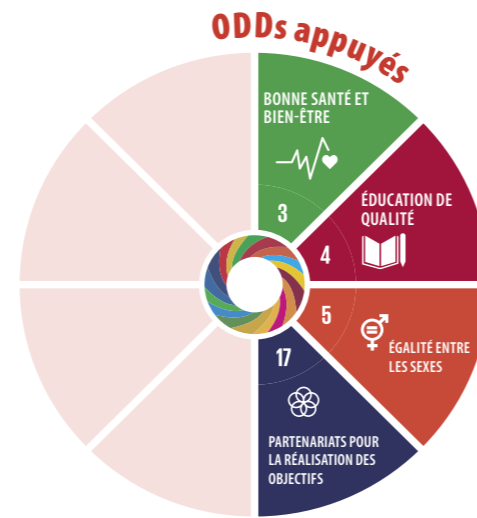 ODDs appuyés
BONNE SANTÉ ET
BIEN-ÊTRE
3
ÉDUCATION DE
QUALITÉ
4
5
ÉGALITÉ ENTRE
LES SEXES
17
PARTENARIATS POUR
LA RÉALISATION DES
OBJECTIFS